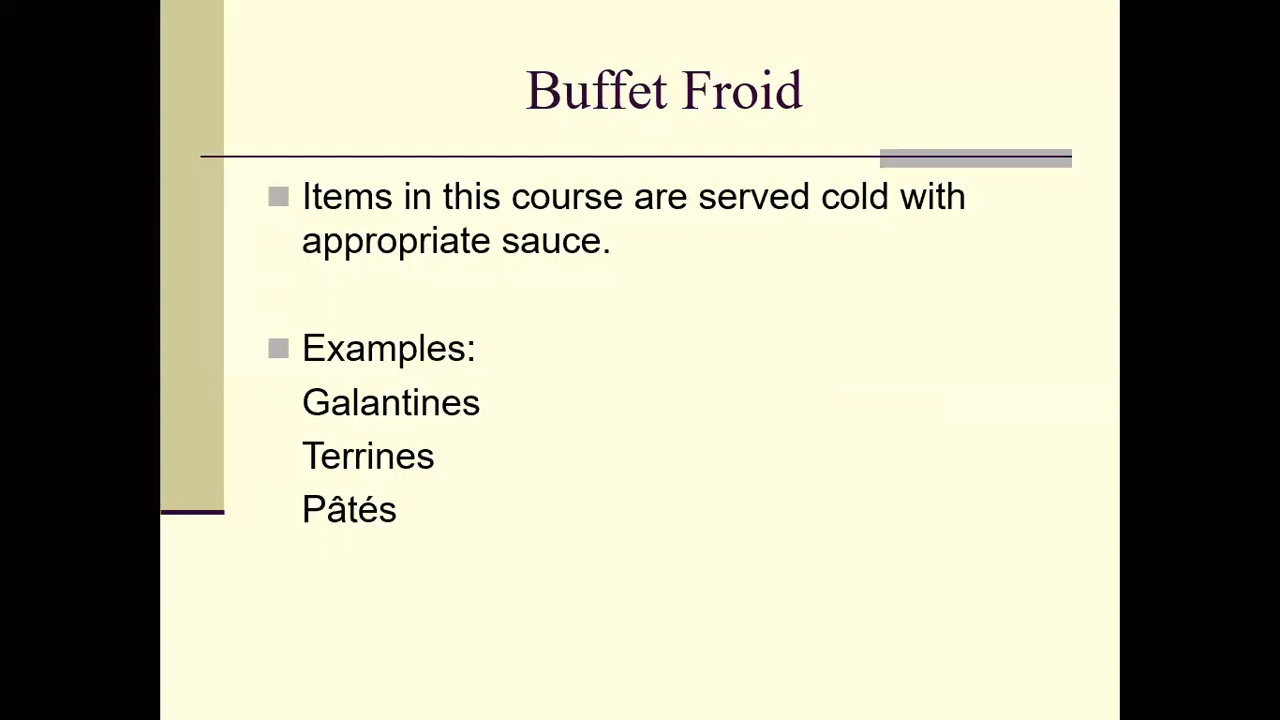 Buffet Froid
Items in this course are served cold with
appropriate sauce.
Examples:
Galantines
Terrines
Pâtés